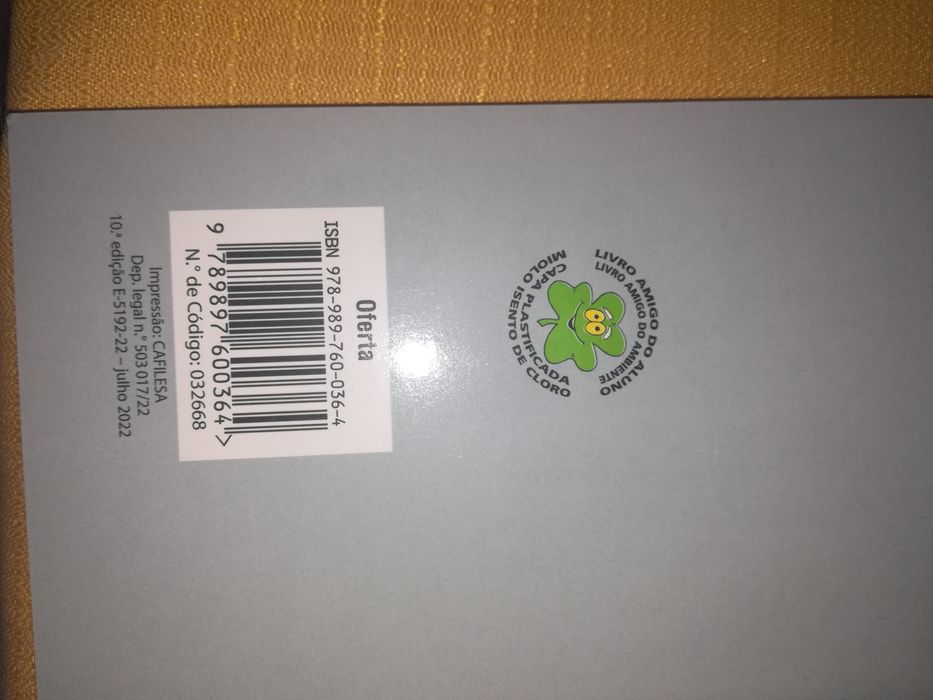 LIVRO AMIGO DO ALUNO
LIVRO AMIGO DO AMBIENTE
CAPA PLASTIFICADA
MIOLO ISENTO DE CLORO
Oferta
ISBN 978-989-760-036-4
9 789897 600364 >
N.º de Código: 032668
Impressão: CAFILESA
Dep. legal n.º 503 017/22
10.ª edição E-5192-22 – julho 2022